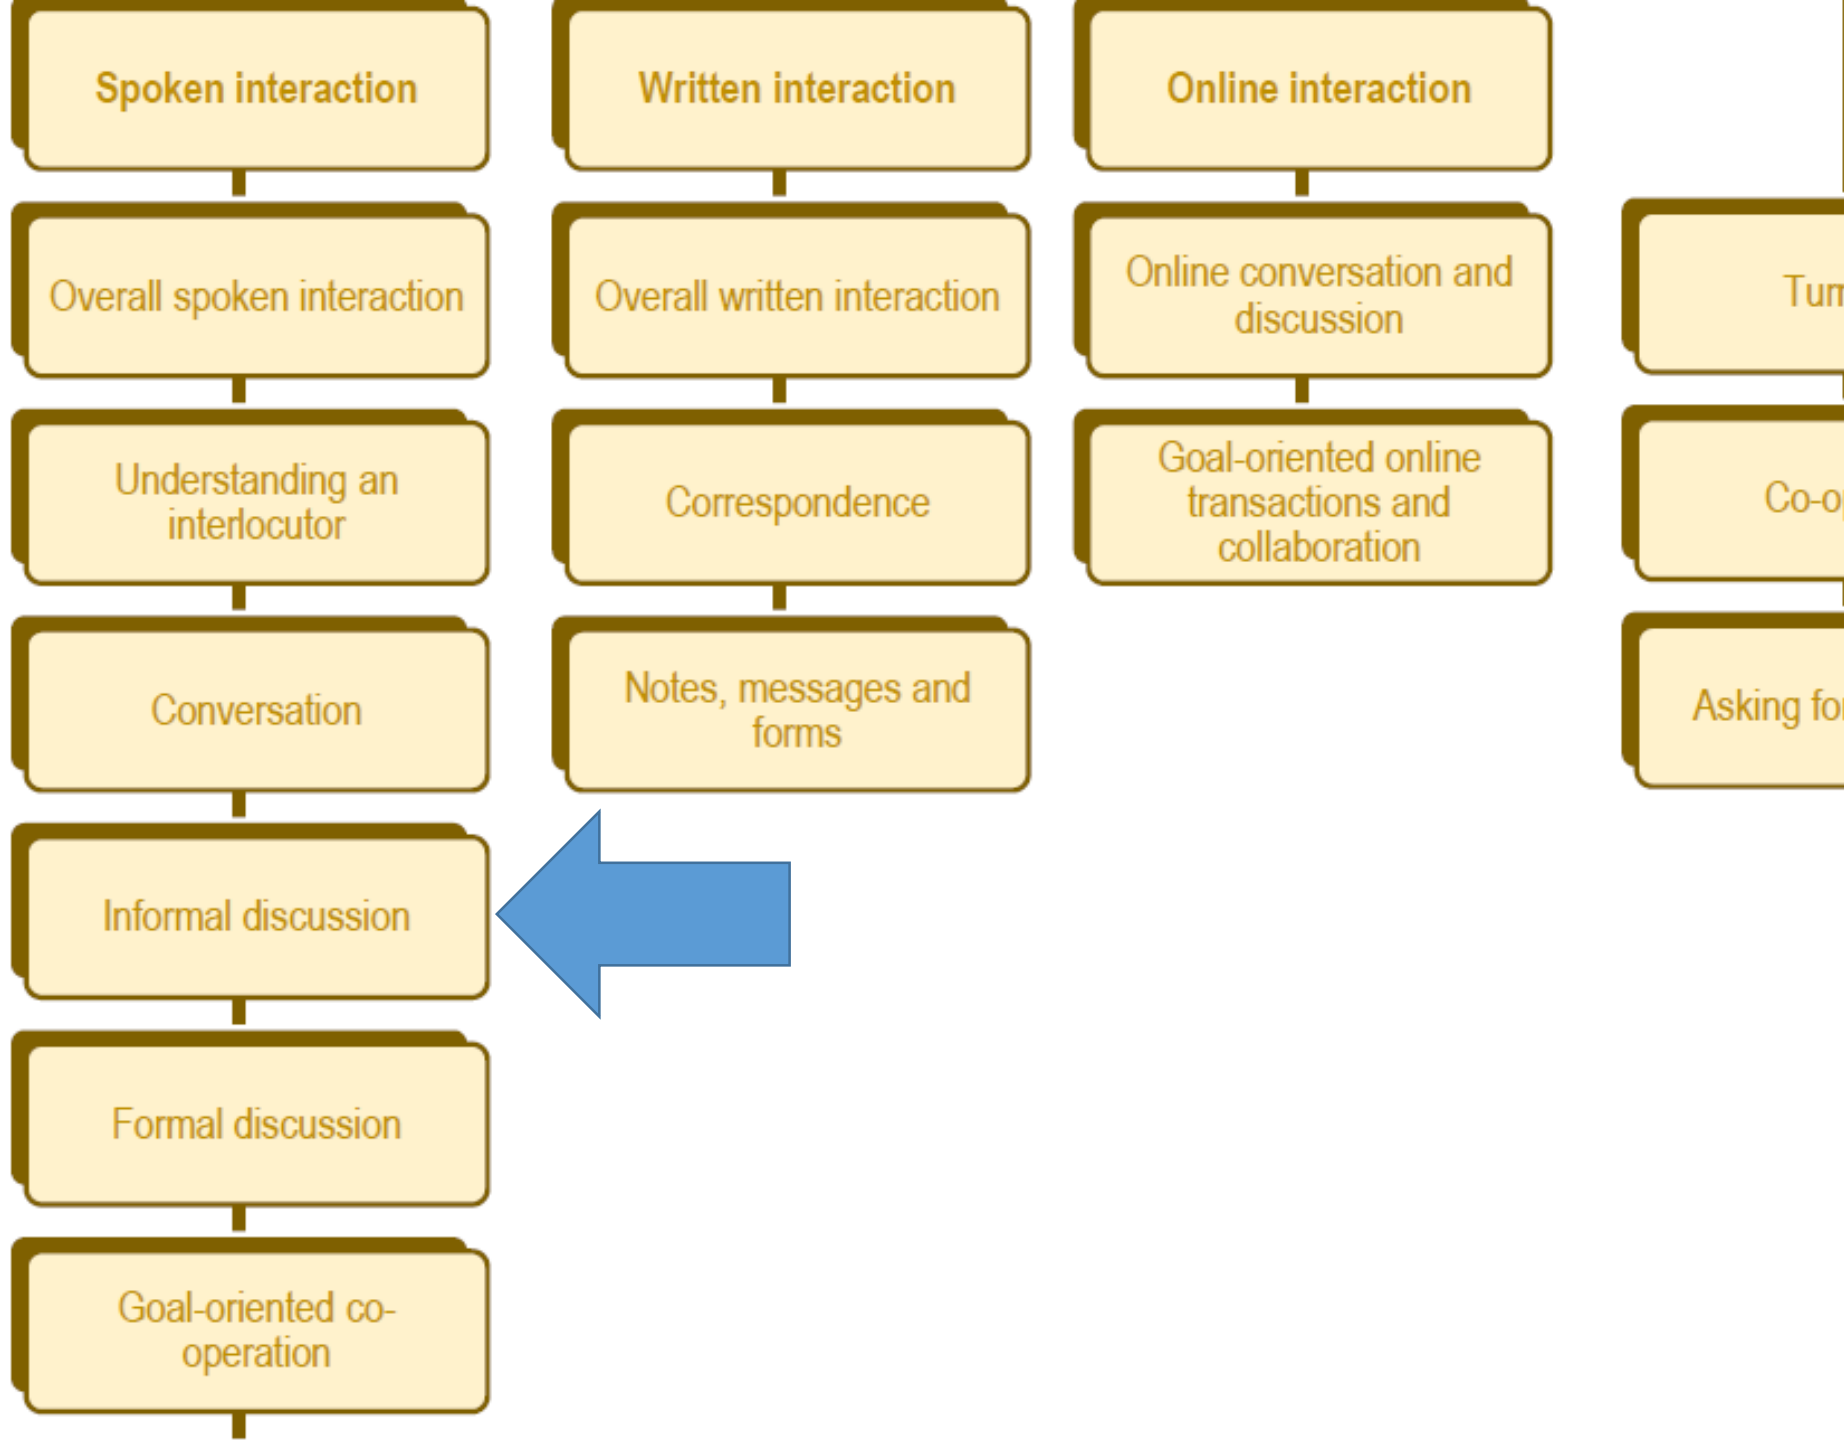 Spoken interaction
Overall spoken interaction
Understanding an
interlocutor
Conversation
Informal discussion
Formal discussion
Goal-oriented co-
operation
Written interaction
Overall written interaction
Correspondence
Notes, messages and
forms
Online interaction
Online conversation and
discussion
Goal-oriented online
transactions and
collaboration
Asking for